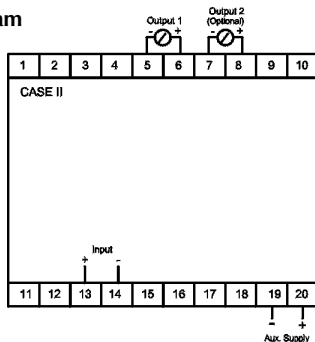 am
Output 1
Output 2
(Optional)
- + - +
1 2 3 4 5 6 7 8 9 10
CASE II
Input
+ -
11 12 13 14 15 16 17 18 19 20
- +
Aux. Supply